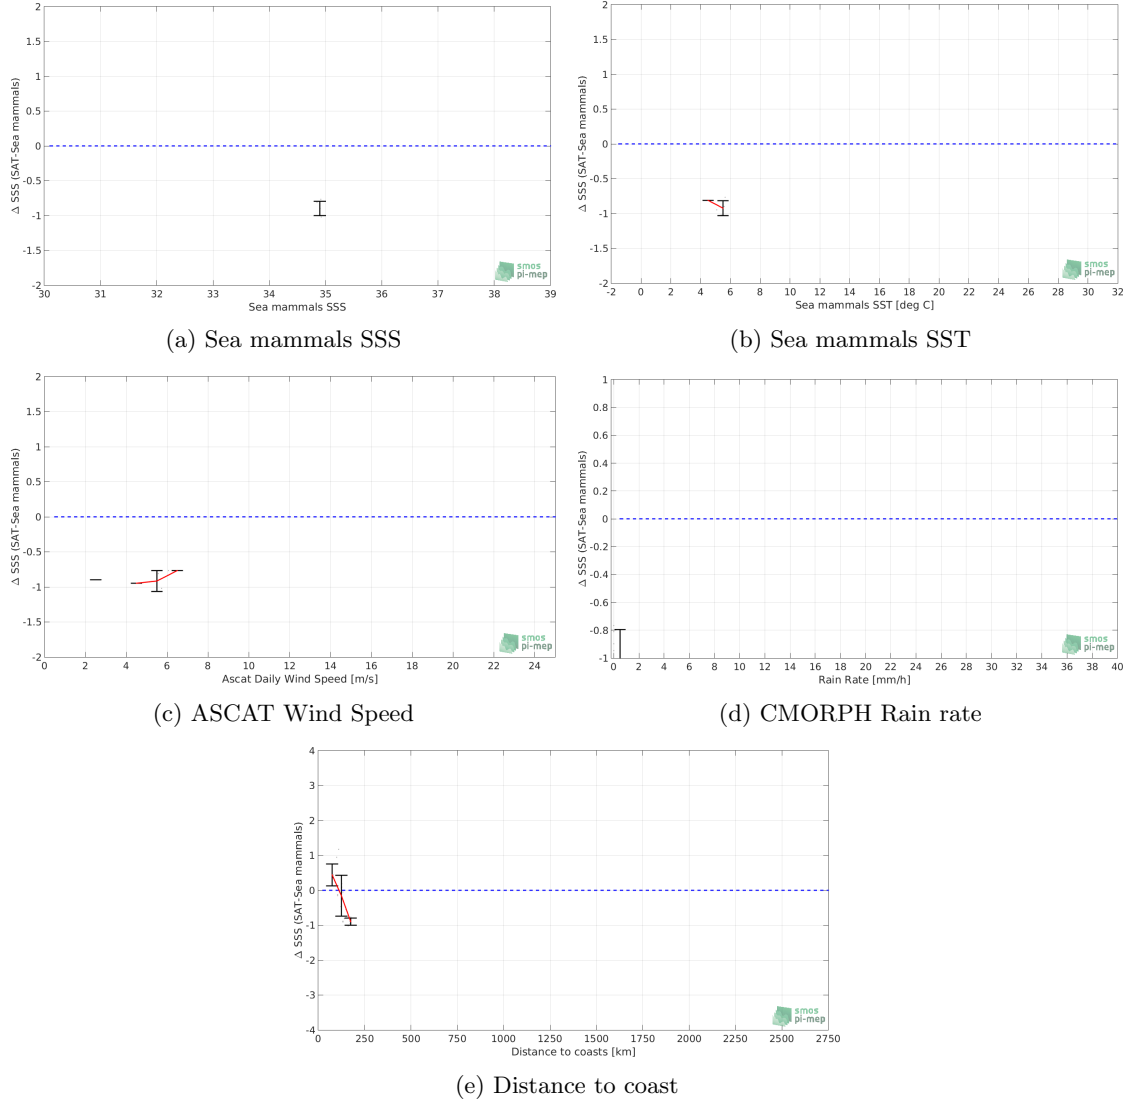 2
1.5
1
0.5
0
-0.5
-1
-1.5
-2
Δ SSS (SAT-Sea mammals)
30 31 32 33 34 35 36 37 38 39
Sea mammals SSS
smos
pi-mep
(a) Sea mammals SSS
2
1.5
1
0.5
0
-0.5
-1
-1.5
-2
Δ SSS (SAT-Sea mammals)
-2 0 2 4 6 8 10 12 14 16 18 20 22 24 26 28 30 32
Sea mammals SST [deg C]
smos
pi-mep
(b) Sea mammals SST
2
1.5
1
0.5
0
-0.5
-1
-1.5
-2
Δ SSS (SAT-Sea mammals)
0 2 4 6 8 10 12 14 16 18 20 22 24
Ascat Daily Wind Speed [m/s]
smos
pi-mep
(c) ASCAT Wind Speed
1
0.8
0.6
0.4
0.2
0
-0.2
-0.4
-0.6
-0.8
-1
Δ SSS (SAT-Sea mammals)
0 2 4 6 8 10 12 14 16 18 20 22 24 26 28 30 32 34 36 38 40
Rain Rate [mm/h]
smos
pi-mep
(d) CMORPH Rain rate
4
3
2
1
0
-1
-2
-3
-4
Δ SSS (SAT-Sea mammals)
0 250 500 750 1000 1250 1500 1750 2000 2250 2500 2750
Distance to coasts [km]
smos
pi-mep
(e) Distance to coast